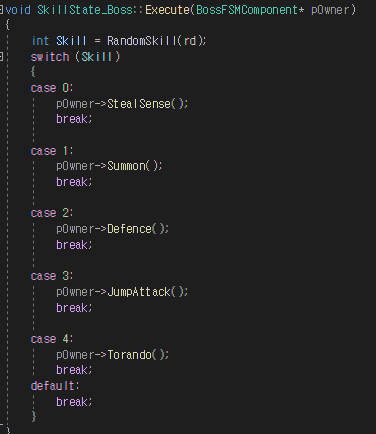 void SkillState_Boss::Execute(BossFSMComponent* pOwner)
{
int Skill = RandomSkill(rd);
switch (Skill)
{
case 0:
pOwner->StealSense();
break;
case 1:
pOwner->Summon();
break;
case 2:
pOwner->Defence();
break;
case 3:
pOwner->JumpAttack();
break;
case 4:
pOwner->Torando();
break;
default:
break;
}
}